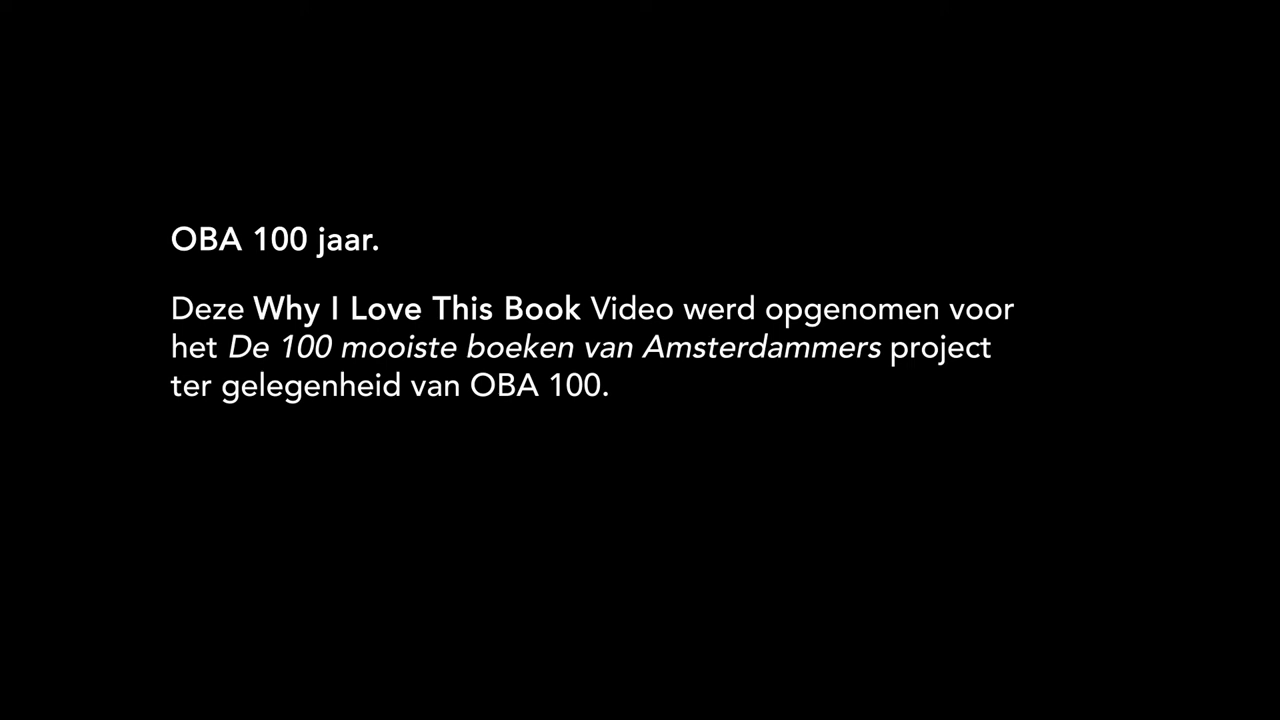 OBA 100 jaar.
Deze Why I Love This Book Video werd opgenomen voor
het De 100 mooiste boeken van Amsterdammers project
ter gelegenheid van OBA 100.